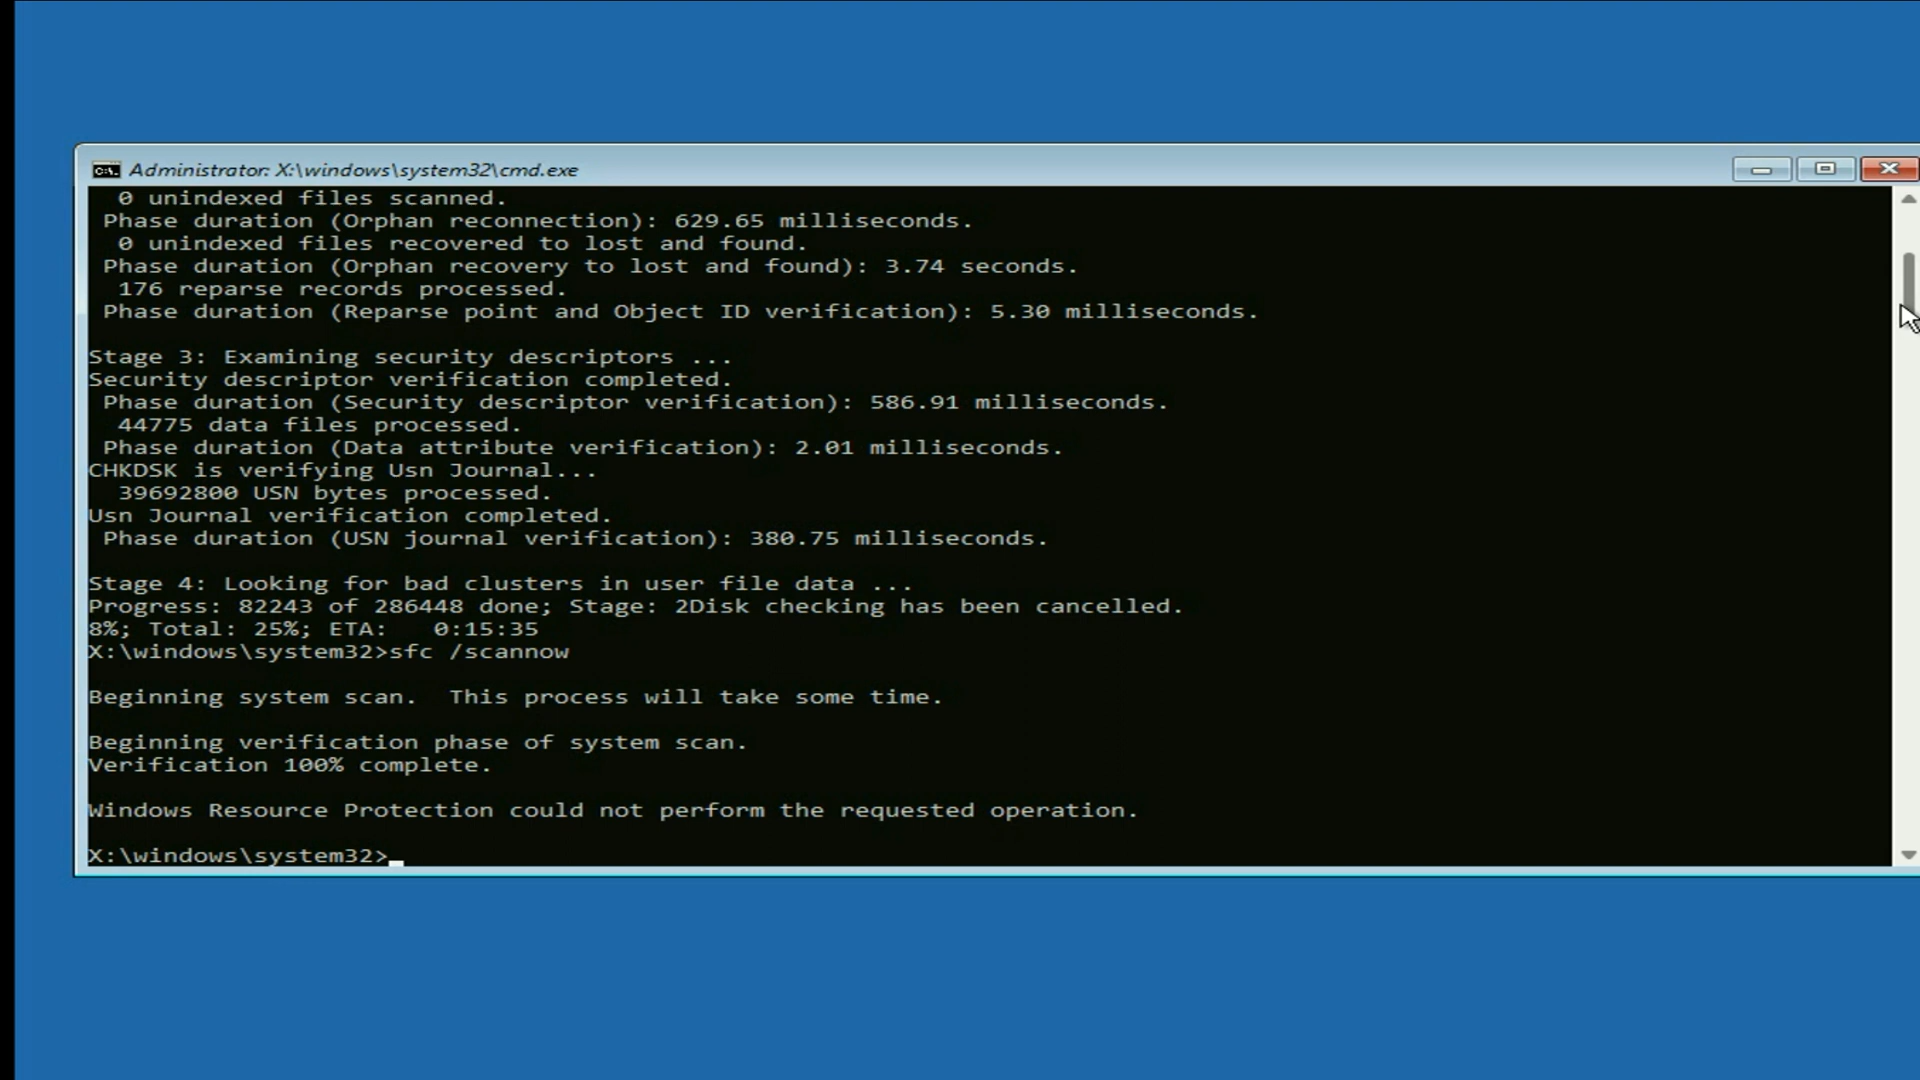 Administrator: X:\windows\system32\cmd.exe
0 unindexed files scanned.
Phase duration (Orphan reconnection): 629.65 milliseconds.
0 unindexed files recovered to lost and found.
Phase duration (Orphan recovery to lost and found): 3.74 seconds.
176 reparse records processed.
Phase duration (Reparse point and Object ID verification): 5.30 milliseconds.
Stage 3: Examining security descriptors ...
Security descriptor verification completed.
Phase duration (Security descriptor verification): 586.91 milliseconds.
44775 data files processed.
Phase duration (Data attribute verification): 2.01 milliseconds.
CHKDSK is verifying Usn Journal...
39692800 USN bytes processed.
Usn Journal verification completed.
Phase duration (USN journal verification): 380.75 milliseconds.
Stage 4: Looking for bad clusters in user file data ...
Progress: 82243 of 286448 done; Stage: 2Disk checking has been cancelled.
8%; Total: 25%; ETA:   0:15:35
X:\windows\system32>sfc /scannow
Beginning system scan.  This process will take some time.
Beginning verification phase of system scan.
Verification 100% complete.
Windows Resource Protection could not perform the requested operation.
X:\windows\system32>